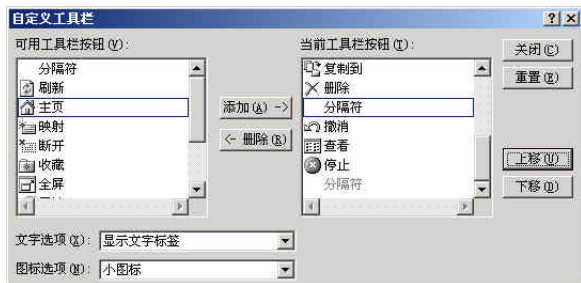 自定义工具栏
可用工具栏按钮(V):
分隔符
刷新
主页
映射
断开
收藏
全屏
添加(A) ->
<- 删除(R)
当前工具栏按钮(T):
复制到
删除
分隔符
撤消
查看
停止
分隔符
关闭(C)
重置(E)
上移(U)
下移(D)
文字选项(X): 显示文字标签
图标选项(N): 小图标